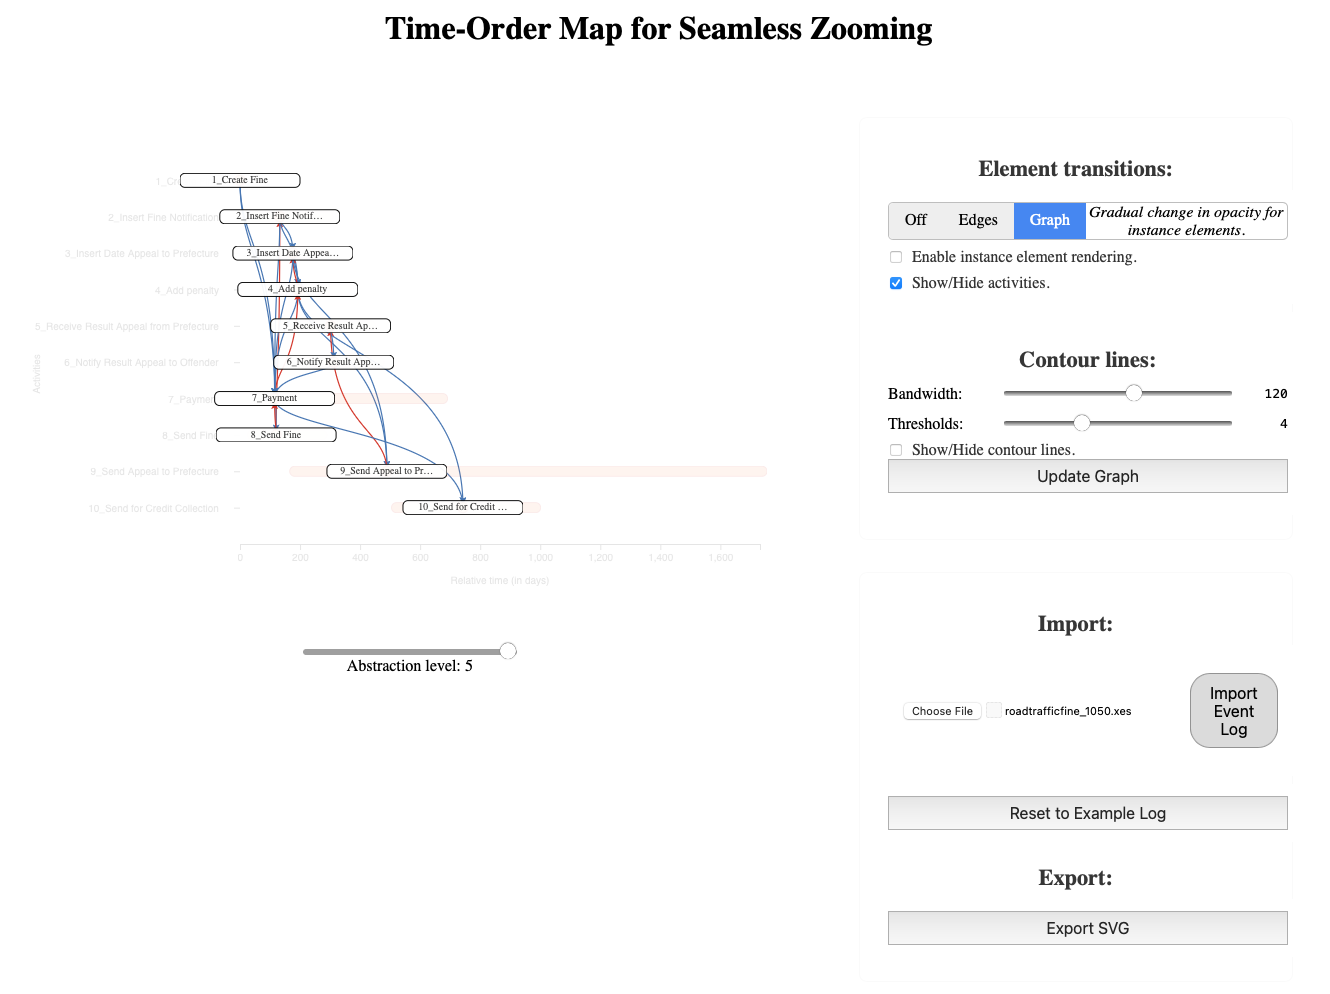 Time-Order Map for Seamless Zooming
1_Cr
1_Create Fine
2_Insert Fine Notification
2_Insert Fine Notif…
3_Insert Date Appeal to Prefecture
3_Insert Date Appea…
4_Add penalty
4_Add penalty
5_Receive Result Appeal from Prefecture
5_Receive Result Ap…
6_Notify Result Appeal to Offender
6_Notify Result App…
Activities
7_Paymen
7_Payment
8_Send Fin
8_Send Fine
9_Send Appeal to Prefecture
9_Send Appeal to Pr…
10_Send for Credit Collection
10_Send for Credit …
0 200 400 600 800 1,000 1,200 1,400 1,600
Relative time (in days)
Abstraction level: 5
Element transitions:
Off Edges Graph Gradual change in opacity for
instance elements.
Enable instance element rendering.
Show/Hide activities.
Contour lines:
Bandwidth: 120
Thresholds: 4
Show/Hide contour lines.
Update Graph
Import:
Choose File roadtrafficfine_1050.xes
Import
Event
Log
Reset to Example Log
Export:
Export SVG